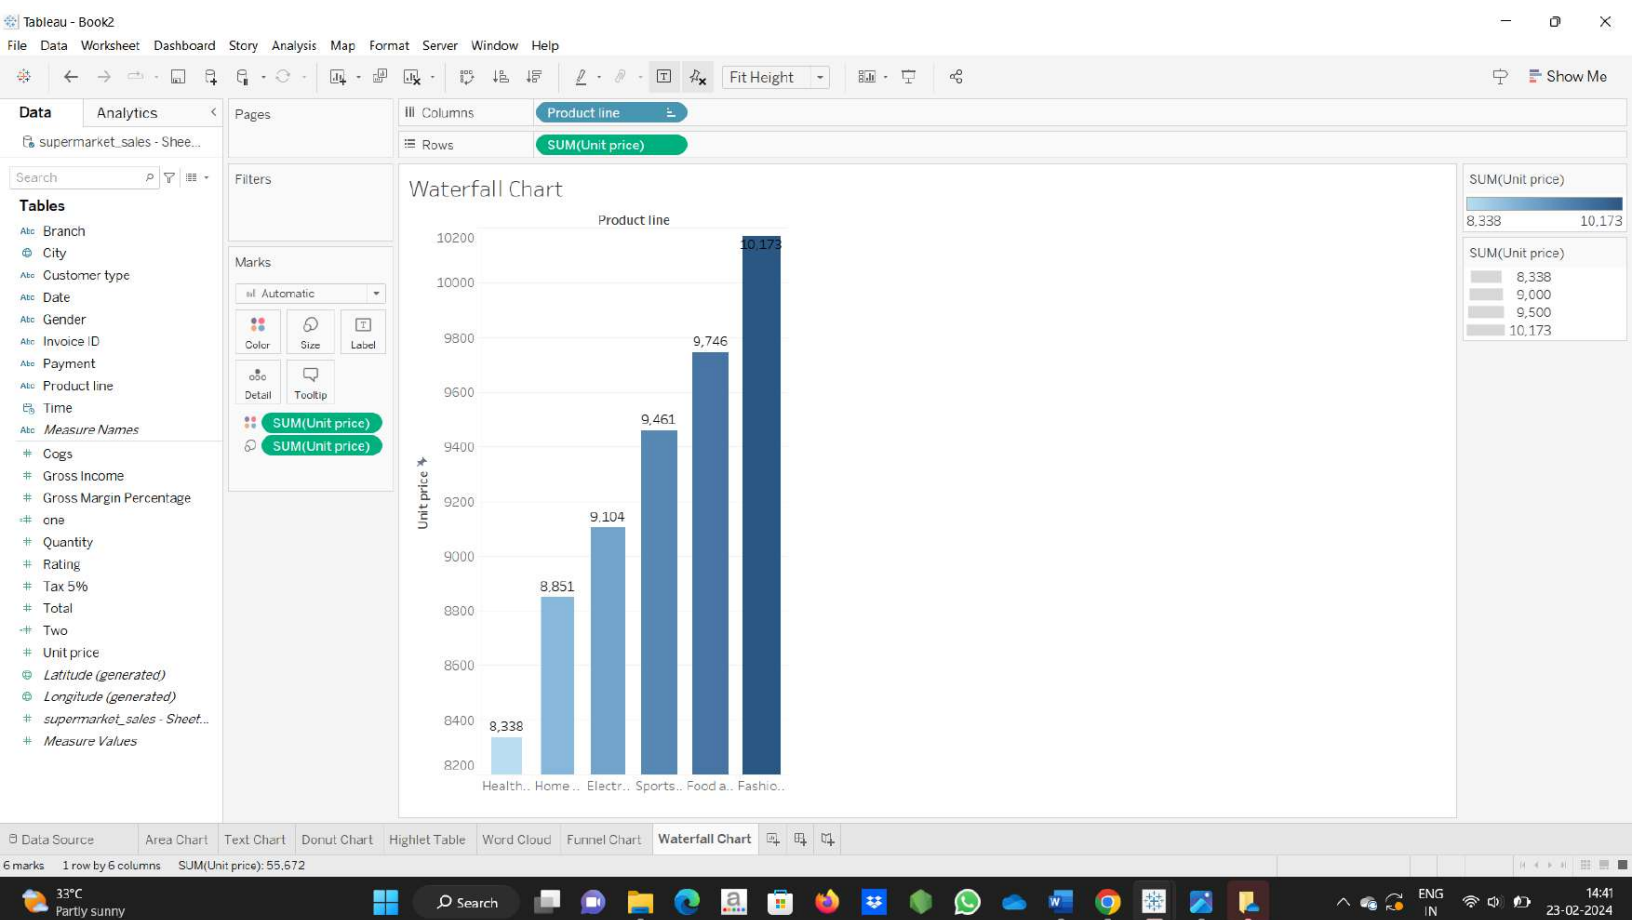 Tableau - Book2
File Data Worksheet Dashboard Story Analysis Map Format Server Window Help
Fit Height
Show Me
Data
Analytics
supermarket_sales - Shee...
Search
Tables
Abc Branch
City
Abc Customer type
Abc Date
Abc Gender
Abc Invoice ID
Abc Payment
Abc Product line
Time
Abc Measure Names
# Cogs
# Gross Income
# Gross Margin Percentage
=# one
# Quantity
# Rating
# Tax 5%
# Total
=# Two
# Unit price
Latitude (generated)
Longitude (generated)
# supermarket_sales - Sheet...
# Measure Values
Pages
Filters
Marks
Automatic
Color Size Label
Detail Tooltip
SUM(Unit price)
SUM(Unit price)
Columns
Product line
Rows
SUM(Unit price)
Waterfall Chart
Product line
10200
10000
9800
9600
9400
9200
9000
8800
8600
8400
8200
Unit price
8,338
8,851
9,104
9,461
9,746
10,173
Health.. Home .. Electr.. Sports.. Food a.. Fashio..
SUM(Unit price)
8,338 10,173
SUM(Unit price)
8,338
9,000
9,500
10,173
Data Source Area Chart Text Chart Donut Chart Highlet Table Word Cloud Funnel Chart Waterfall Chart
6 marks 1 row by 6 columns SUM(Unit price): 55,672
33°C
Partly sunny
Search
a
W
ENG
IN
14:41
23-02-2024